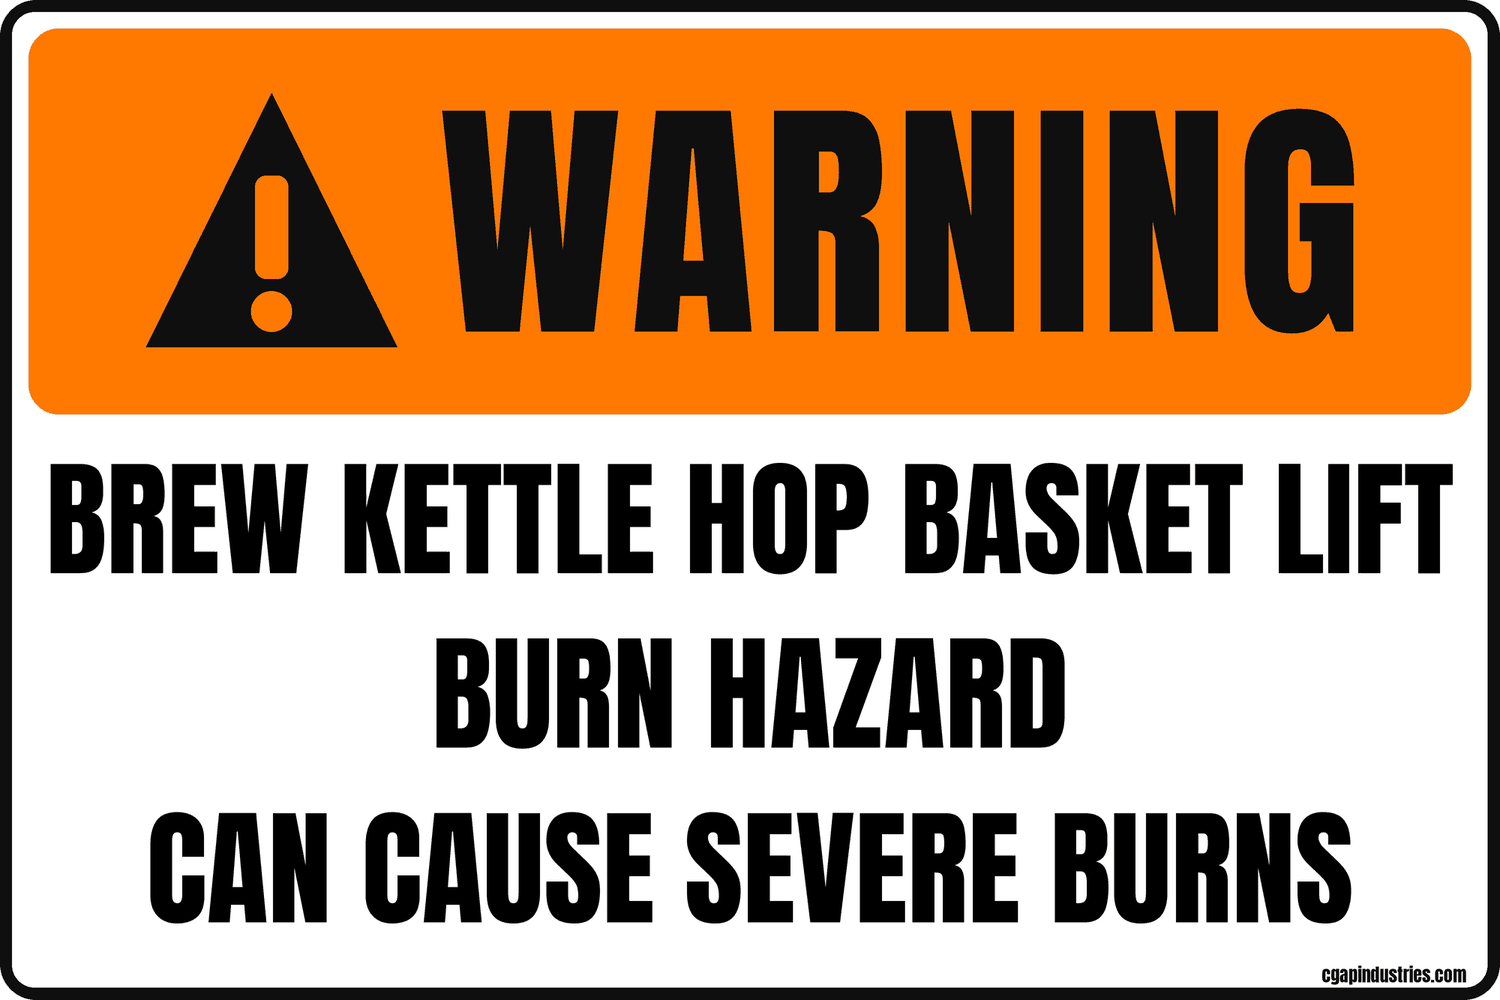 WARNING
BREW KETTLE HOP BASKET LIFT
BURN HAZARD
CAN CAUSE SEVERE BURNS
cgapindustries.com